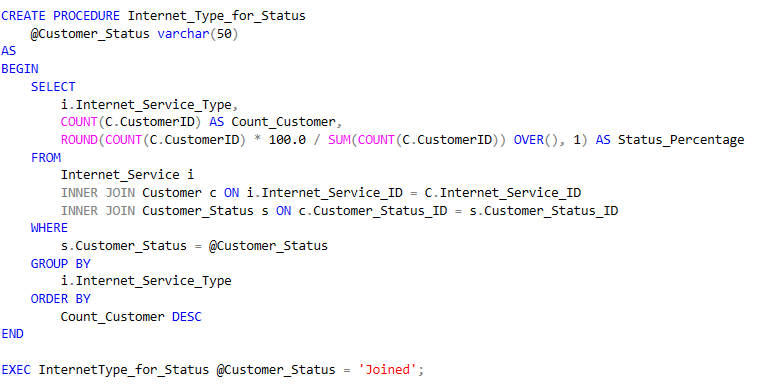 CREATE PROCEDURE Internet_Type_for_Status
    @Customer_Status varchar(50)
AS
BEGIN
    SELECT
        i.Internet_Service_Type,
        COUNT(C.CustomerID) AS Count_Customer,
        ROUND(COUNT(C.CustomerID) * 100.0 / SUM(COUNT(C.CustomerID)) OVER(), 1) AS Status_Percentage
    FROM
        Internet_Service i
        INNER JOIN Customer c ON i.Internet_Service_ID = C.Internet_Service_ID
        INNER JOIN Customer_Status s ON c.Customer_Status_ID = s.Customer_Status_ID
    WHERE
        s.Customer_Status = @Customer_Status
    GROUP BY
        i.Internet_Service_Type
    ORDER BY
        Count_Customer DESC
END
EXEC InternetType_for_Status @Customer_Status = 'Joined';